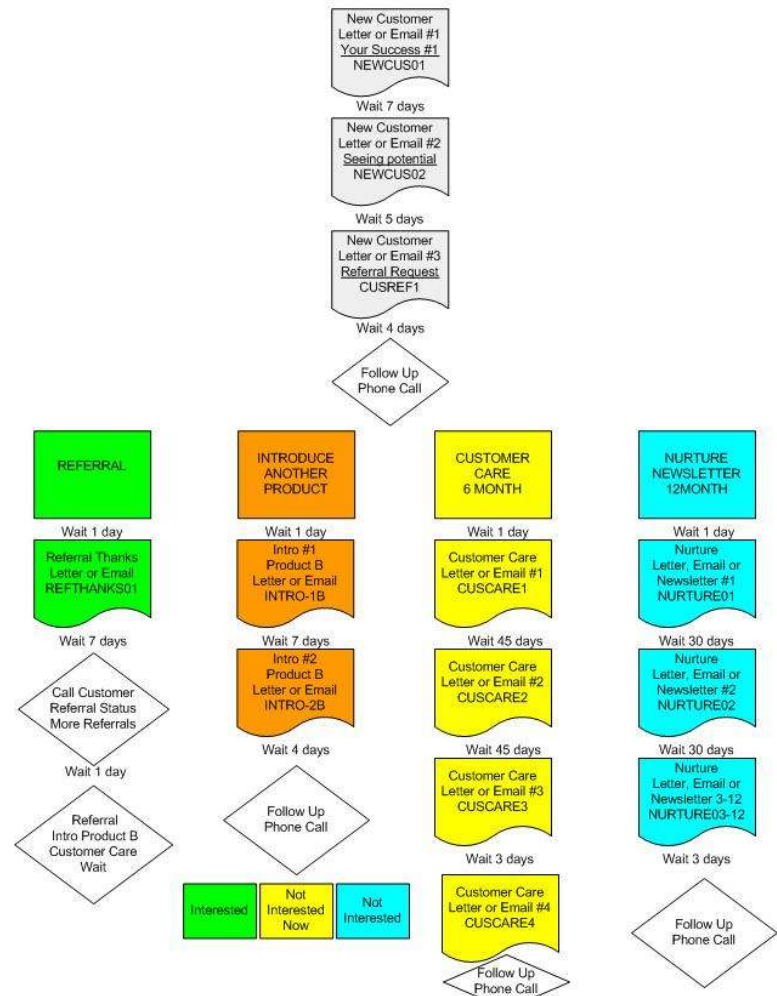 New Customer
Letter or Email #1
Your Success #1
NEWCUS01
Wait 7 days
New Customer
Letter or Email #2
Seeing potential
NEWCUS02
Wait 5 days
New Customer
Letter or Email #3
Referral Request
CUSREF1
Wait 4 days
Follow Up
Phone Call
REFERRAL
Wait 1 day
Referral Thanks
Letter or Email
REFTHANKS01
Wait 7 days
Call Customer
Referral Status
More Referrals
Wait 1 day
Referral
Intro Product B
Customer Care
Wait
INTRODUCE
ANOTHER
PRODUCT
Wait 1 day
Intro #1
Product B
Letter or Email
INTRO-1B
Wait 7 days
Intro #2
Product B
Letter or Email
INTRO-2B
Wait 4 days
Follow Up
Phone Call
CUSTOMER
CARE
6 MONTH
Wait 1 day
Customer Care
Letter or Email #1
CUSCARE1
Wait 45 days
Customer Care
Letter or Email #2
CUSCARE2
Wait 45 days
Customer Care
Letter or Email #3
CUSCARE3
Wait 3 days
Customer Care
Letter or Email #4
CUSCARE4
Follow Up
Phone Call
NURTURE
NEWSLETTER
12MONTH
Wait 1 day
Nurture
Letter, Email or
Newsletter #1
NURTURE01
Wait 30 days
Nurture
Letter, Email or
Newsletter #2
NURTURE02
Wait 30 days
Nurture
Letter, Email or
Newsletter 3-12
NURTURE03-12
Wait 3 days
Follow Up
Phone Call
Interested
Not
Interested
Now
Not
Interested